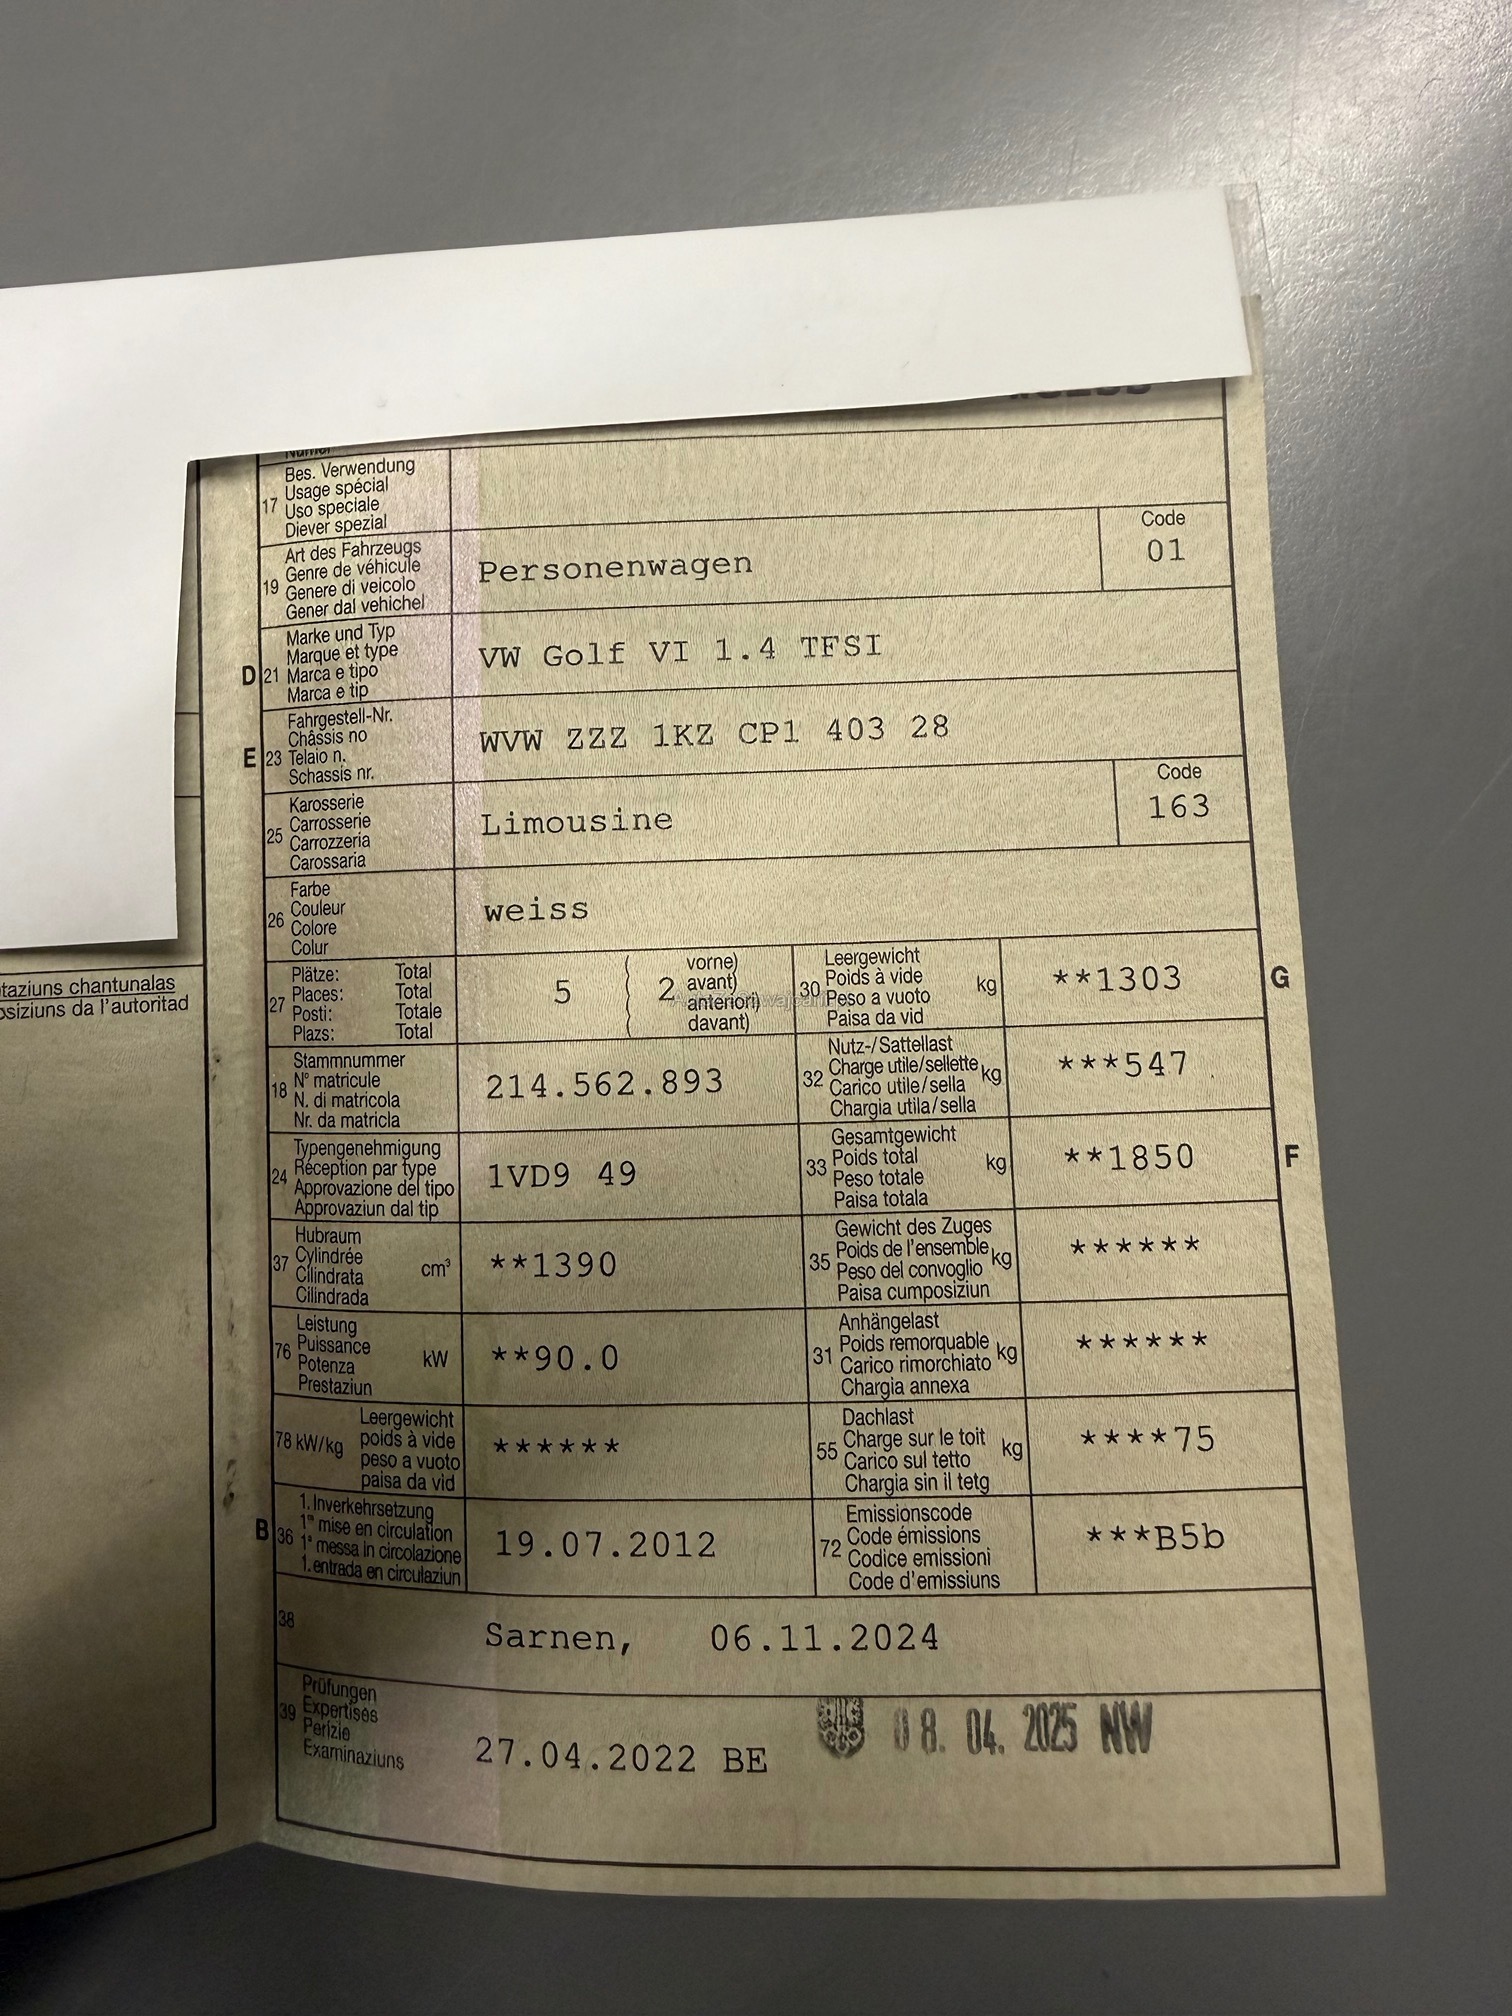 17 Bes. Verwendung
Usage spécial
Uso speciale
Diever spezial
19 Art des Fahrzeugs
Genre de véhicule
Genere di veicolo
Gener dal vehichel
Personenwagen
Code
01
D 21 Marke und Typ
Marque et type
Marca e tipo
Marca e tip
VW Golf VI 1.4 TFSI
E 23 Fahrgestell-Nr.
Châssis no
Telaio n.
Schassis nr.
WVW ZZZ 1KZ CP1 403 28
25 Karosserie
Carrosserie
Carrozzeria
Carossaria
Limousine
Code
163
26 Farbe
Couleur
Colore
Colur
weiss
27 Plätze: Total
Places: Total
Posti: Totale
Plazs: Total
5 ( 2 vorne)
avant)
anteriori)
davant)
30 Leergewicht
Poids à vide
Peso a vuoto
Paisa da vid
kg
**1303
G
taziuns chantunalas
osiziuns da l'autoritad
18 Stammnummer
N° matricule
N. di matricola
Nr. da matricla
214.562.893
32 Nutz-/Sattellast
Charge utile/sellette
Carico utile/sella
Chargia utila/sella
kg
***547
24 Typengenehmigung
Réception par type
Approvazione del tipo
Approvaziun dal tip
1VD9 49
33 Gesamtgewicht
Poids total
Peso totale
Paisa totala
kg
**1850
F
37 Hubraum
Cylindrée
Cilindrata
Cilindrada
cm³
**1390
35 Gewicht des Zuges
Poids de l'ensemble
Peso del convoglio
Paisa cumposiziun
kg
******
76 Leistung
Puissance
Potenza
Prestaziun
kW
**90.0
31 Anhängelast
Poids remorquable
Carico rimorchiato
Chargia annexa
kg
******
78 kW/kg Leergewicht
poids à vide
peso a vuoto
paisa da vid
******
55 Dachlast
Charge sur le toit
Carico sul tetto
Chargia sin il tetg
kg
****75
B 36 1. Inverkehrsetzung
1re mise en circulation
1a messa in circolazione
1. entrada en circulaziun
19.07.2012
72 Emissionscode
Code émissions
Codice emissioni
Code d'emissiuns
***B5b
38
Sarnen, 06.11.2024
39 Prüfungen
Expertises
Perizie
Examinaziuns
27.04.2022 BE
08. 04. 2025 NW